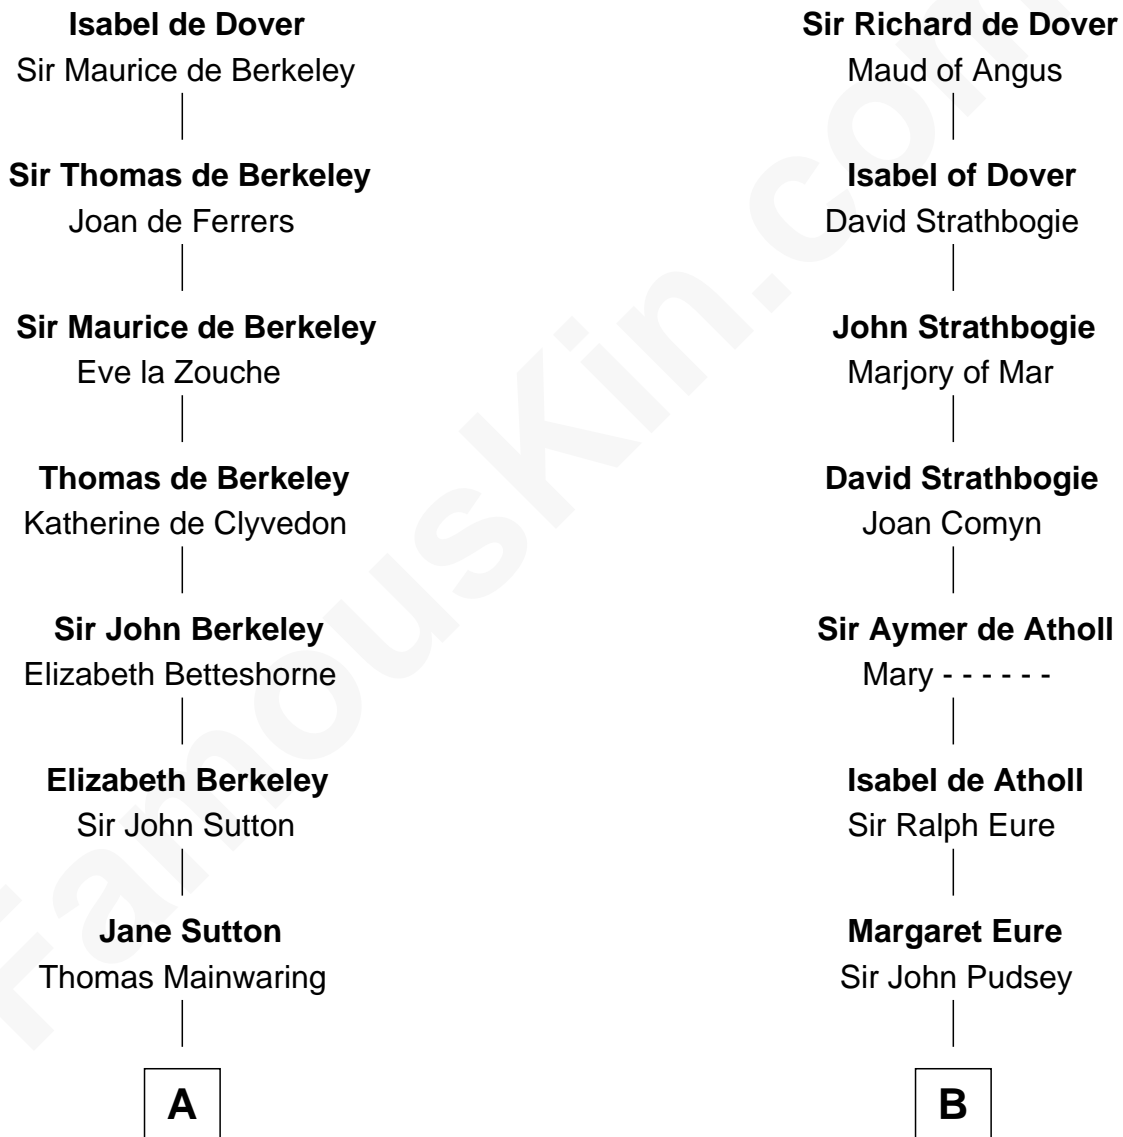 Isabel de Dover
Sir Maurice de Berkeley
Sir Thomas de Berkeley
Joan de Ferrers
Sir Maurice de Berkeley
Eve la Zouche
Thomas de Berkeley
Katherine de Clyvedon
Sir John Berkeley
Elizabeth Betteshorne
Elizabeth Berkeley
Sir John Sutton
Jane Sutton
Thomas Mainwaring
A
Sir Richard de Dover
Maud of Angus
Isabel of Dover
David Strathbogie
John Strathbogie
Marjory of Mar
David Strathbogie
Joan Comyn
Sir Aymer de Atholl
Mary - - - - - -
Isabel de Atholl
Sir Ralph Eure
Margaret Eure
Sir John Pudsey
B
FamousKin.com